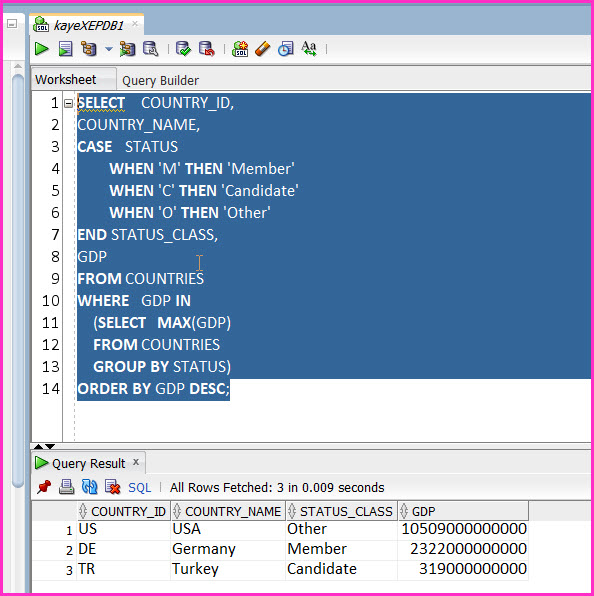 kayeXEPDB1
SQL
Aa
Worksheet Query Builder
1 SELECT COUNTRY_ID,
2 COUNTRY_NAME,
3 CASE STATUS
4 WHEN 'M' THEN 'Member'
5 WHEN 'C' THEN 'Candidate'
6 WHEN 'O' THEN 'Other'
7 END STATUS_CLASS,
8 GDP
9 FROM COUNTRIES
10 WHERE GDP IN
11 (SELECT MAX(GDP)
12 FROM COUNTRIES
13 GROUP BY STATUS)
14 ORDER BY GDP DESC;
Query Result x
SQL | All Rows Fetched: 3 in 0.009 seconds
COUNTRY_ID COUNTRY_NAME STATUS_CLASS GDP
1 US USA Other 10509000000000
2 DE Germany Member 2322000000000
3 TR Turkey Candidate 319000000000